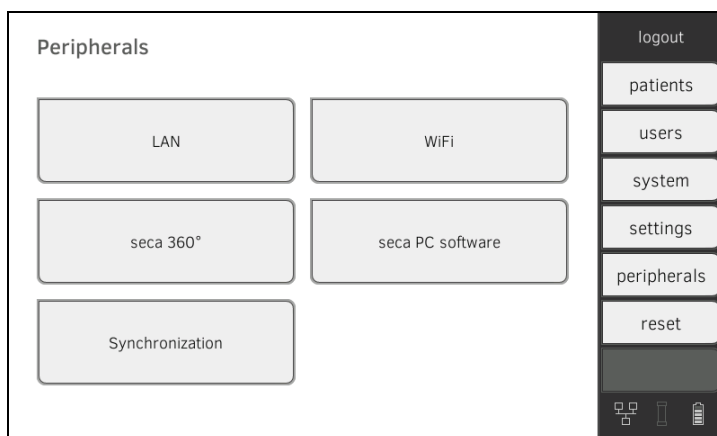 Peripherals
LAN
WiFi
seca 360°
seca PC software
Synchronization
logout
patients
users
system
settings
peripherals
reset